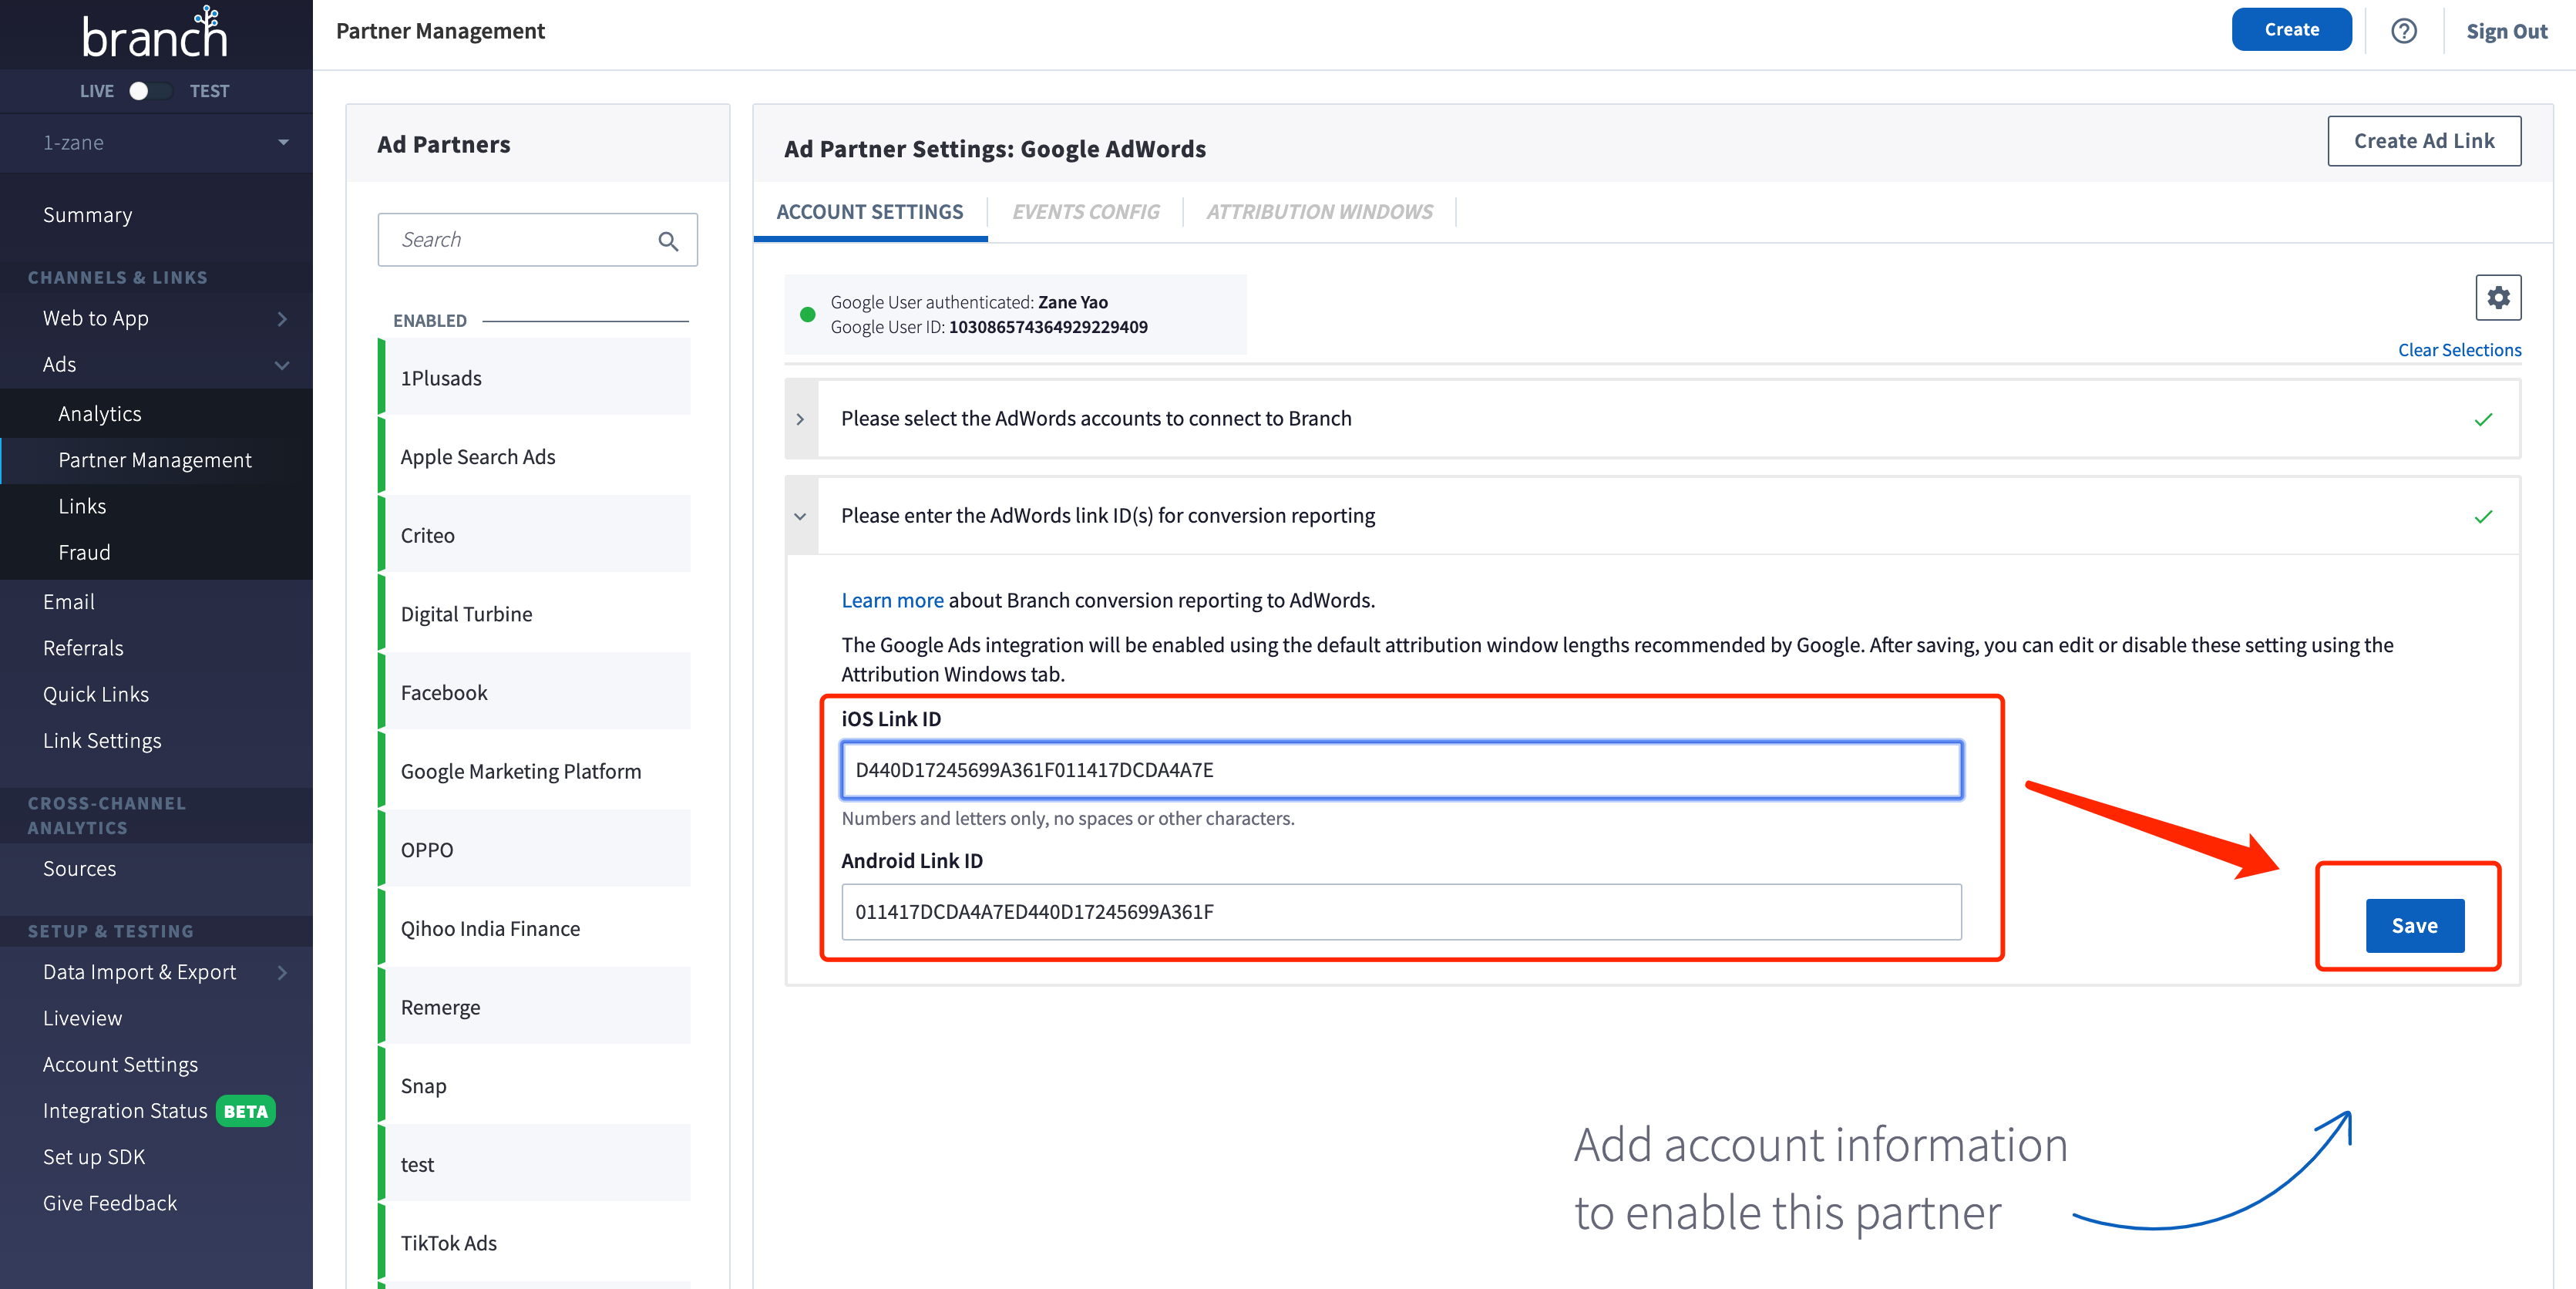 branch
LIVE TEST
1-zane
Summary
CHANNELS & LINKS
Web to App
Ads
Analytics
Partner Management
Links
Fraud
Email
Referrals
Quick Links
Link Settings
CROSS-CHANNEL
ANALYTICS
Sources
SETUP & TESTING
Data Import & Export
Liveview
Account Settings
Integration Status BETA
Set up SDK
Give Feedback
Partner Management
Create
?
Sign Out
Ad Partners
Search
ENABLED
1Plusads
Apple Search Ads
Criteo
Digital Turbine
Facebook
Google Marketing Platform
OPPO
Qihoo India Finance
Remerge
Snap
test
TikTok Ads
Ad Partner Settings: Google AdWords
Create Ad Link
ACCOUNT SETTINGS
EVENTS CONFIG
ATTRIBUTION WINDOWS
Google User authenticated: Zane Yao
Google User ID: 103086574364929229409
Clear Selections
Please select the AdWords accounts to connect to Branch
Please enter the AdWords link ID(s) for conversion reporting
Learn more about Branch conversion reporting to AdWords.
The Google Ads integration will be enabled using the default attribution window lengths recommended by Google. After saving, you can edit or disable these setting using the
Attribution Windows tab.
iOS Link ID
D440D17245699A361F011417DCDA4A7E
Numbers and letters only, no spaces or other characters.
Android Link ID
011417DCDA4A7ED440D17245699A361F
Save
Add account information
to enable this partner